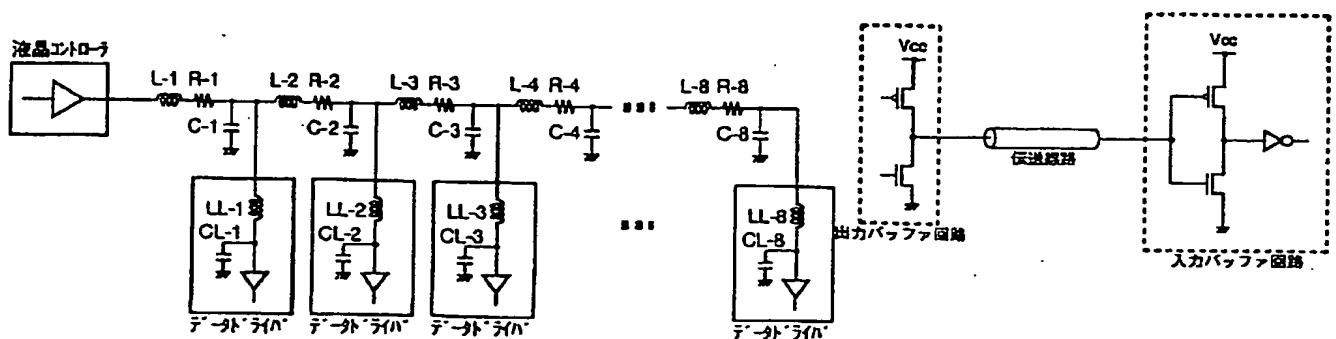 液晶コントローラ
L-1 R-1
L-2 R-2
L-3 R-3
L-4 R-4
L-8 R-8
C-1
C-2
C-3
C-4
C-8
LL-1
CL-1
データドライバ
LL-2
CL-2
データドライバ
LL-3
CL-3
データドライバ
LL-8
CL-8
データドライバ
Vcc
出力バッファ回路
伝送線路
Vcc
入力バッファ回路